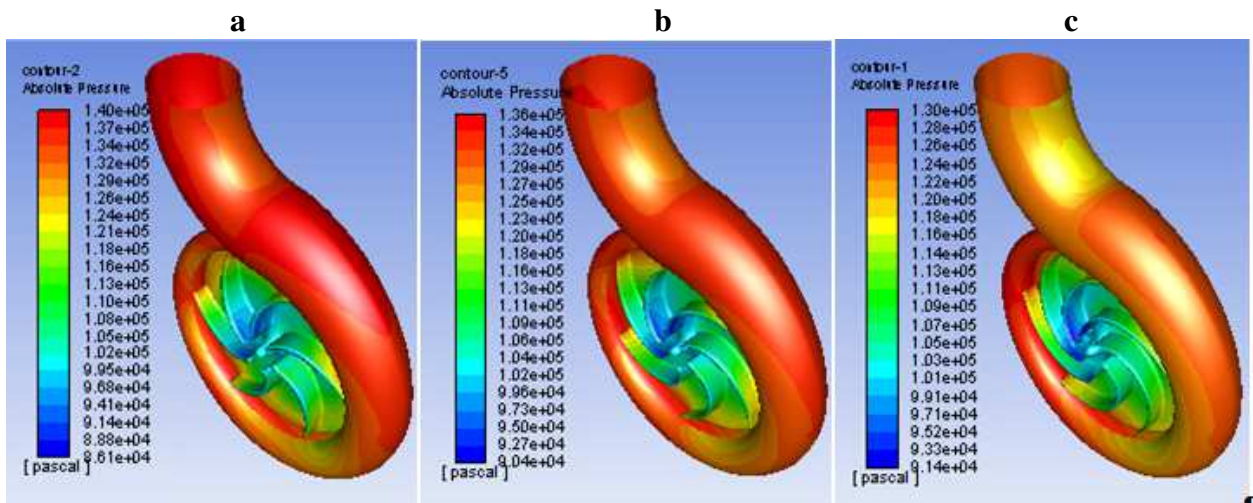 a
b
c
contour-2
Absolute Pressure
1.40e+05
1.37e+05
1.34e+05
1.32e+05
1.29e+05
1.26e+05
1.24e+05
1.21e+05
1.18e+05
1.16e+05
1.13e+05
1.10e+05
1.08e+05
1.05e+05
1.02e+05
9.95e+04
9.68e+04
9.41e+04
9.14e+04
8.88e+04
8.61e+04
[ pascal ]
contour-5
Absolute Pressure
1.36e+05
1.34e+05
1.32e+05
1.29e+05
1.27e+05
1.25e+05
1.23e+05
1.20e+05
1.18e+05
1.16e+05
1.13e+05
1.11e+05
1.09e+05
1.06e+05
1.04e+05
1.02e+05
9.96e+04
9.73e+04
9.50e+04
9.27e+04
9.04e+04
[ pascal ]
contour-1
Absolute Pressure
1.30e+05
1.28e+05
1.26e+05
1.24e+05
1.22e+05
1.20e+05
1.18e+05
1.16e+05
1.14e+05
1.13e+05
1.11e+05
1.09e+05
1.07e+05
1.05e+05
1.03e+05
1.01e+05
9.91e+04
9.71e+04
9.52e+04
9.33e+04
9.14e+04
[ pascal ]